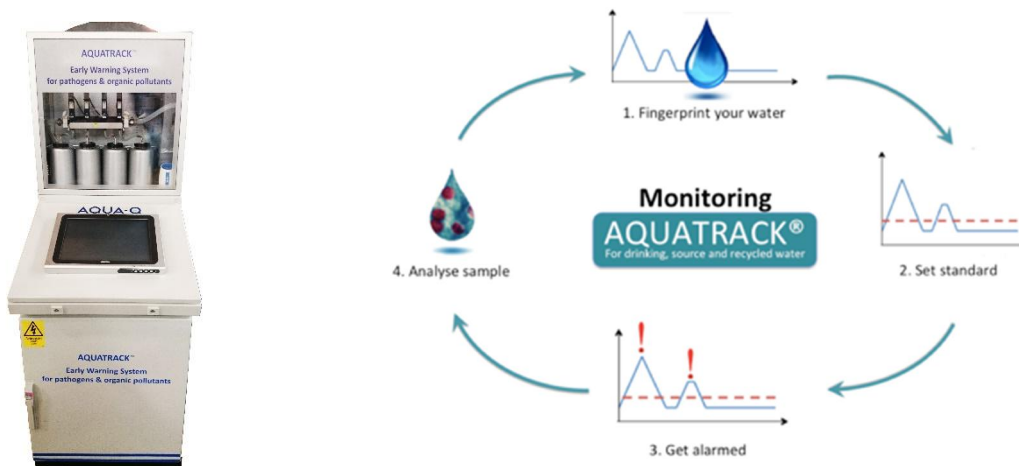 AQUATRACK™
Early Warning System
for pathogens & organic pollutants
AQUA-Q
AQUATRACK™
Early Warning System
for pathogens & organic pollutants
1. Fingerprint your water
2. Set standard
!
!
3. Get alarmed
4. Analyse sample
Monitoring
AQUATRACK®
For drinking, source and recycled water